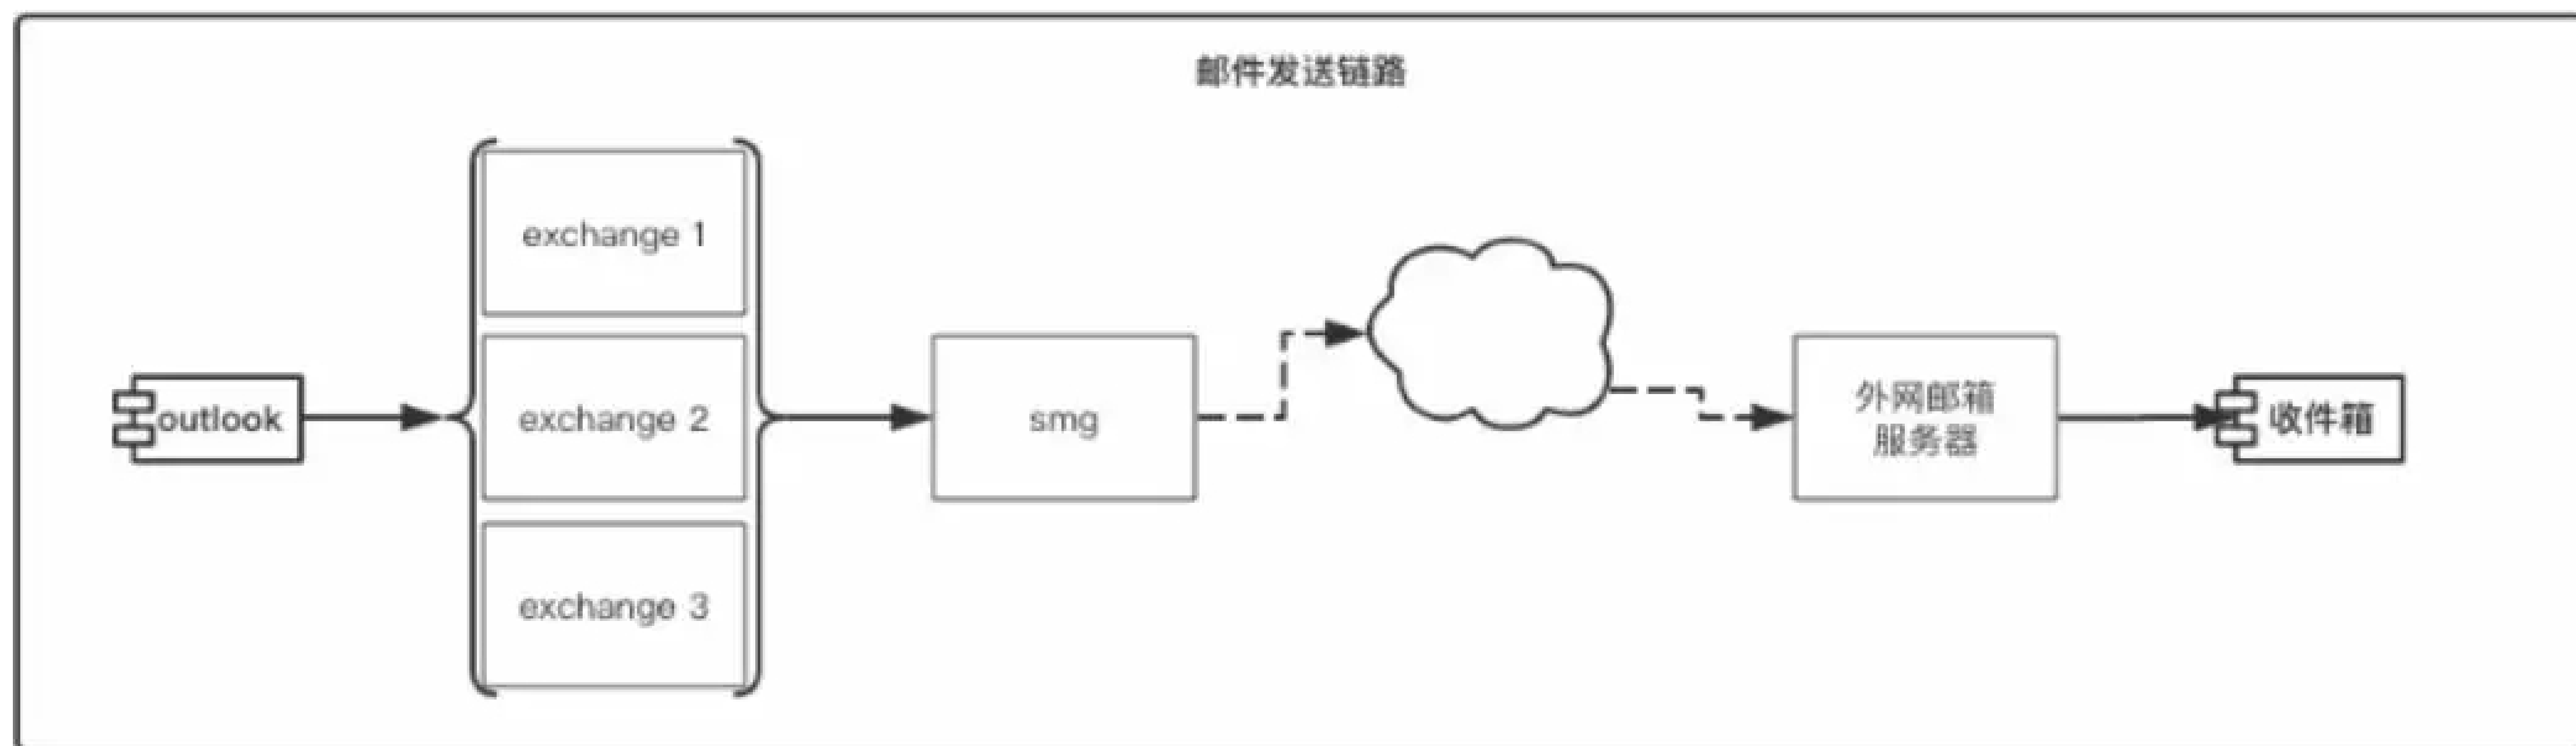 邮件发送链路
exchange 1
outlook
exchange 2
exchange 3
smg
外网邮箱
服务器
收件箱